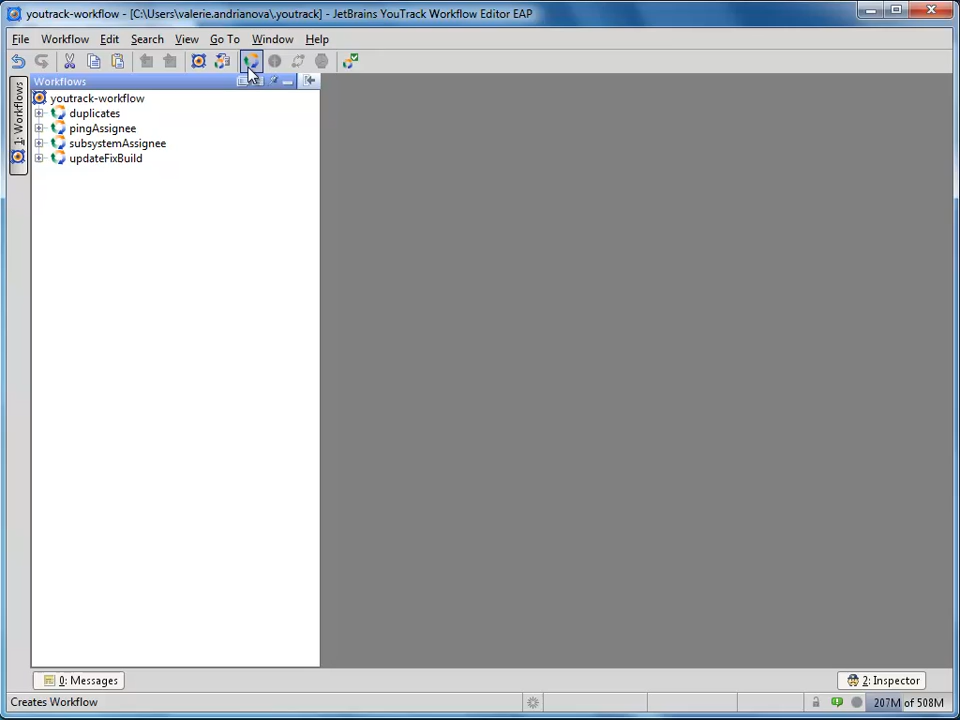 youtrack-workflow - [C:\Users\valerie.andrianova\.youtrack] - JetBrains YouTrack Workflow Editor EAP
File Workflow Edit Search View Go To Window Help
1: Workflows
Workflows
youtrack-workflow
duplicates
pingAssignee
subsystemAssignee
updateFixBuild
0: Messages
2: Inspector
Creates Workflow
207M of 508M